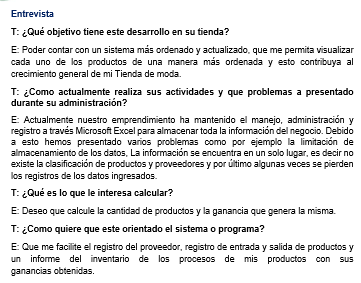 Entrevista
T: ¿Qué objetivo tiene este desarrollo en su tienda?
E: Poder contar con un sistema más ordenado y actualizado, que me permita visualizar
cada uno de los productos de una manera más ordenada y esto contribuya al
crecimiento general de mi Tienda de moda.
T: ¿Como actualmente realiza sus actividades y que problemas a presentado
durante su administración?
E: Actualmente nuestro emprendimiento ha mantenido el manejo, administración y
registro a través Microsoft Excel para almacenar toda la información del negocio. Debido
a esto hemos presentado varios problemas como por ejemplo la limitación de
almacenamiento de los datos, La información se encuentra en un solo lugar, es decir no
existe la clasificación de productos y proveedores y por último algunas veces se pierden
los registros de los datos ingresados.
T: ¿Qué es lo que le interesa calcular?
E: Deseo que calcule la cantidad de productos y la ganancia que genera la misma.
T: ¿Como quiere que este orientado el sistema o programa?
E: Que me facilite el registro del proveedor, registro de entrada y salida de productos y
un informe del inventario de los procesos de mis productos con sus
ganancias obtenidas.